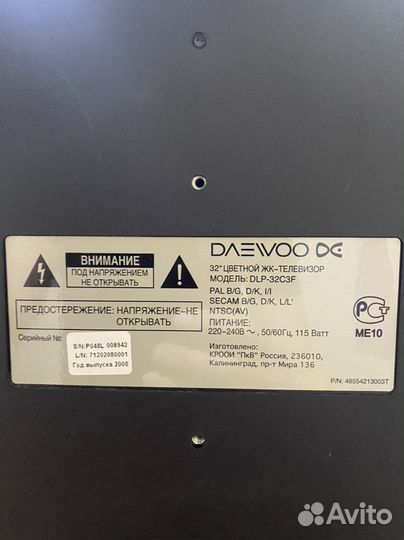 DAEWOO
32" ЦВЕТНОЙ ЖК-ТЕЛЕВИЗОР
МОДЕЛЬ: DLP-32C3F
PAL B/G, D/K, I/I
SECAM B/G, D/K, L/L'
NTSC(AV)
ПИТАНИЕ:
220-240В ~, 50/60Гц, 115 Ватт
Изготовлено:
КРООИ "ПкВ" Россия, 236010,
Калининград, пр-т Мира 136
ВНИМАНИЕ
ПОД НАПРЯЖЕНИЕМ
НЕ ОТКРЫВАТЬ
ПРЕДОСТЕРЕЖЕНИЕ: НАПРЯЖЕНИЕ-НЕ
ОТКРЫВАТЬ
Серийный №:
S/N:P048L 008942
L/N: 71202080001
Год выпуска 2008
РСТ
ME10
P/N: 48554213003T
Avito